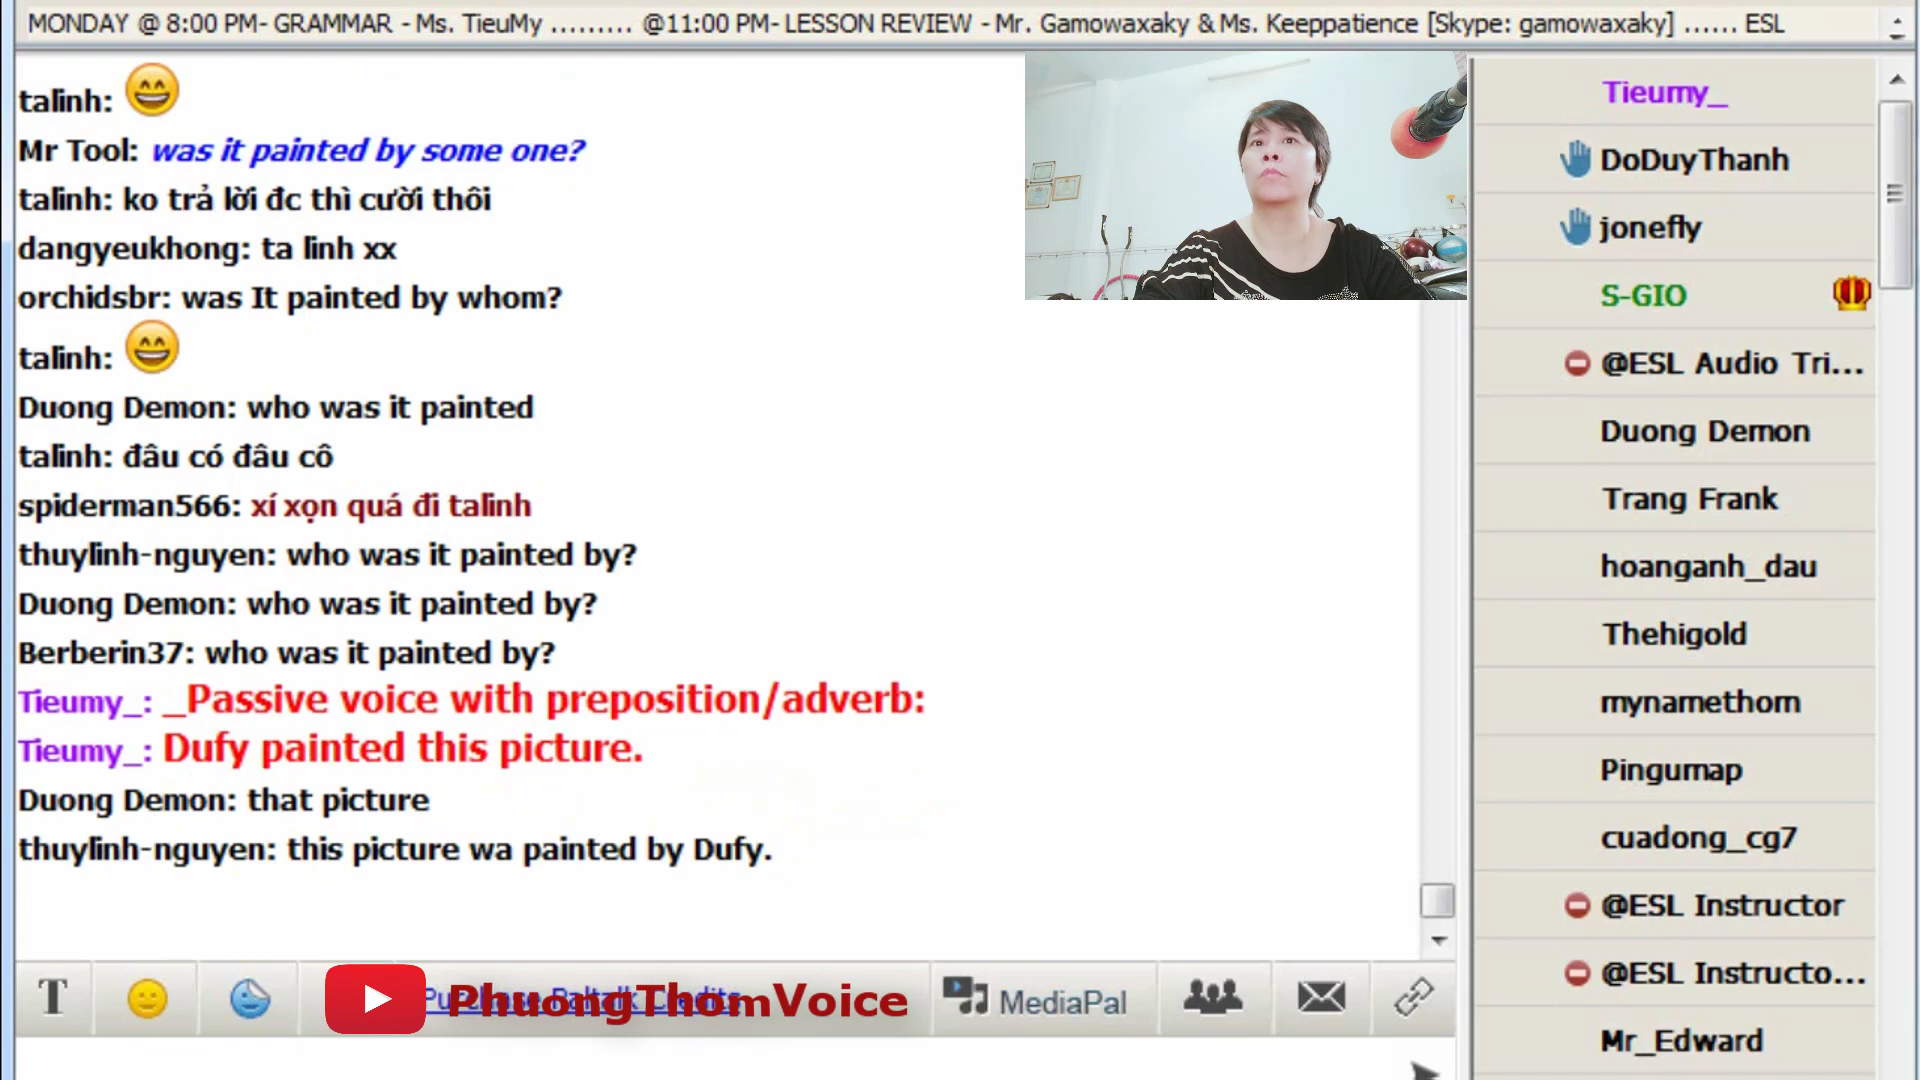 MONDAY @ 8:00 PM- GRAMMAR - Ms. TieuMy ......... @11:00 PM- LESSON REVIEW - Mr. Gamowaxaky & Ms. Keeppatience [Skype: gamowaxaky] ...... ESL
talinh:
Mr Tool: was it painted by some one?
talinh: ko trả lời đc thì cười thôi
dangyeukhong: ta linh xx
orchidsbr: was It painted by whom?
talinh:
Duong Demon: who was it painted
talinh: đâu có đâu cô
spiderman566: xí xọn quá đi talinh
thuylinh-nguyen: who was it painted by?
Duong Demon: who was it painted by?
Berberin37: who was it painted by?
Tieumy_: _Passive voice with preposition/adverb:
Tieumy_: Dufy painted this picture.
Duong Demon: that picture
thuylinh-nguyen: this picture wa painted by Dufy.
T
Purchase Paltalk Credits
PhuongThomVoice
MediaPal
Tieumy_
DoDuyThanh
jonefly
S-GIO
@ESL Audio Tri...
Duong Demon
Trang Frank
hoanganh_dau
Thehigold
mynamethom
Pingumap
cuadong_cg7
@ESL Instructor
@ESL Instructo...
Mr_Edward